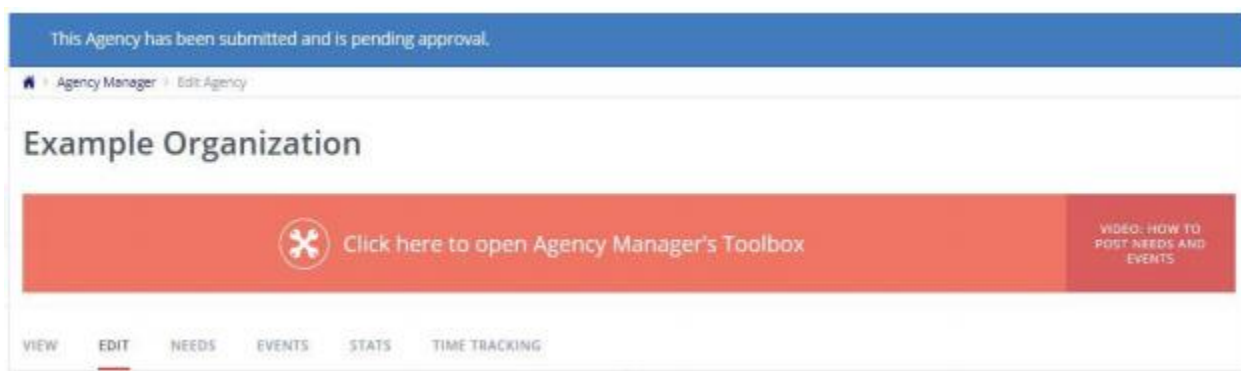 This Agency has been submitted and is pending approval.
Agency Manager Edit Agency
Example Organization
Click here to open Agency Manager's Toolbox
VIDEO: HOW TO
POST NEEDS AND
EVENTS
VIEW EDIT NEEDS EVENTS STATS TIME TRACKING